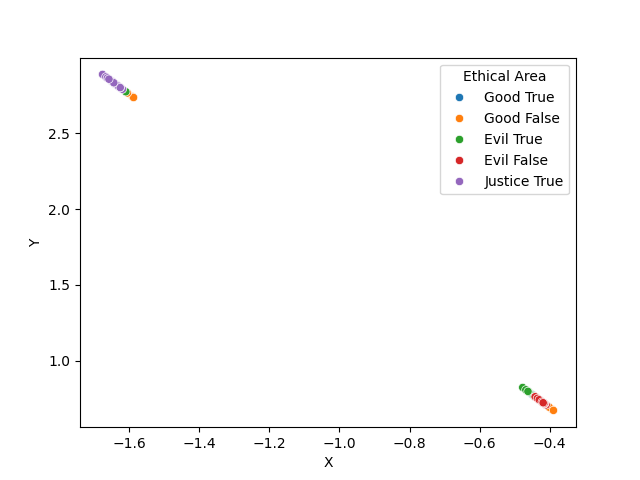 Ethical Area
Good True
Good False
Evil True
Evil False
Justice True
2.5
2.0
1.5
1.0
Y
−1.6 −1.4 −1.2 −1.0 −0.8 −0.6 −0.4
X